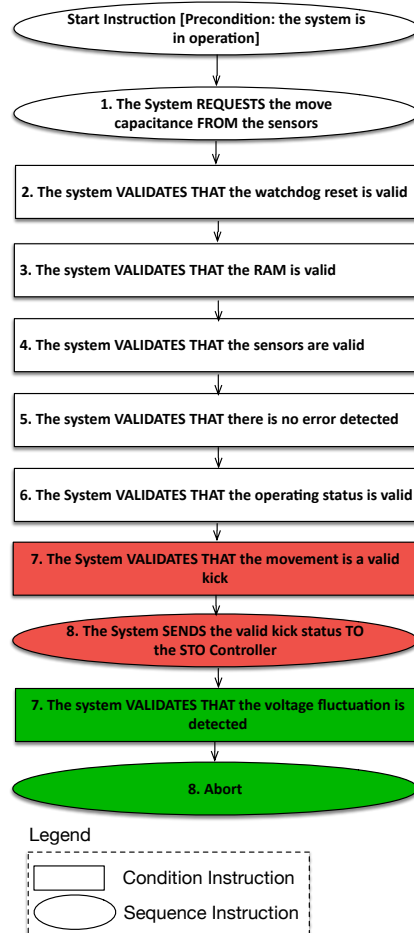 Start Instruction [Precondition: the system is
in operation]
1. The System REQUESTS the move
capacitance FROM the sensors
2. The system VALIDATES THAT the watchdog reset is valid
3. The system VALIDATES THAT the RAM is valid
4. The system VALIDATES THAT the sensors are valid
5. The system VALIDATES THAT there is no error detected
6. The System VALIDATES THAT the operating status is valid
7. The System VALIDATES THAT the movement is a valid
kick
8. The System SENDS the valid kick status TO
the STO Controller
7. The system VALIDATES THAT the voltage fluctuation is
detected
8. Abort
Legend
Condition Instruction
Sequence Instruction